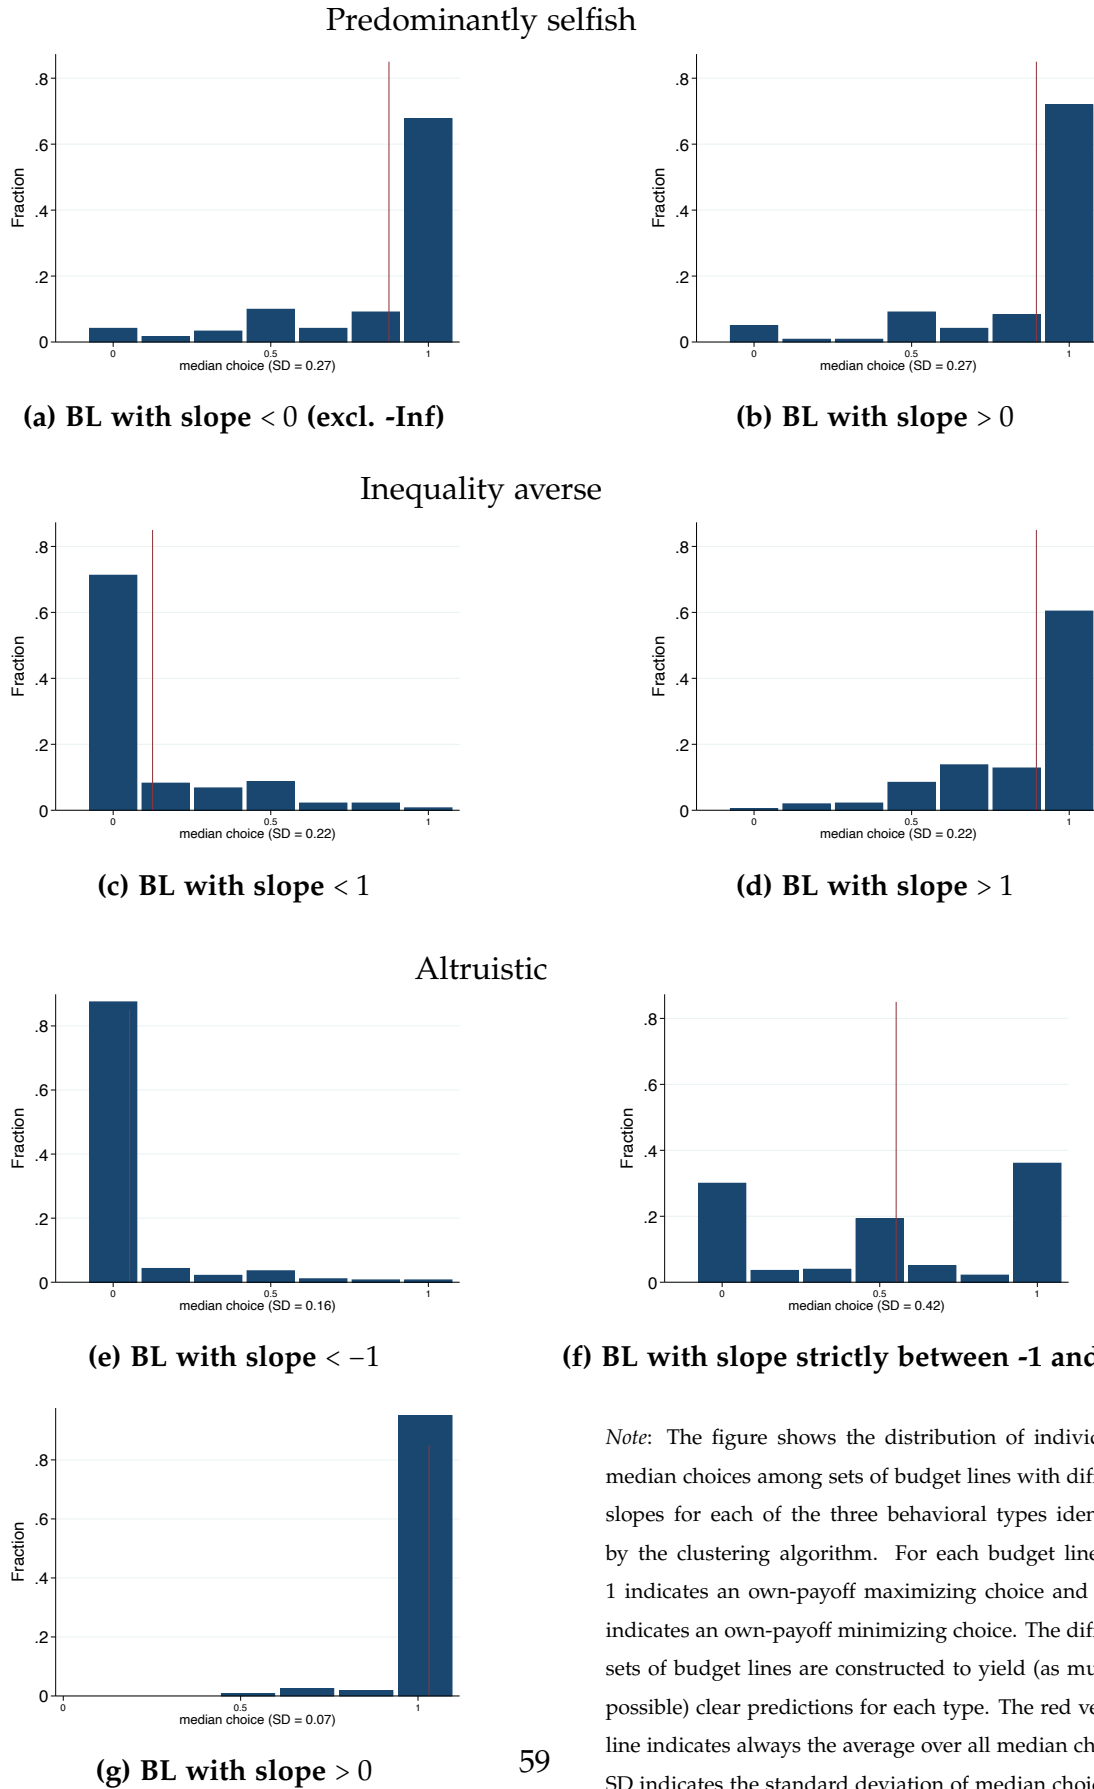 Predominantly selfish
.8
.6
.4
.2
0
Fraction
0 0.5 1
median choice (SD = 0.27)
(a) BL with slope < 0 (excl. -Inf)
.8
.6
.4
.2
0
Fraction
0 0.5 1
median choice (SD = 0.27)
(b) BL with slope > 0
Inequality averse
.8
.6
.4
.2
0
Fraction
0 0.5 1
median choice (SD = 0.22)
(c) BL with slope < 1
.8
.6
.4
.2
0
Fraction
0 0.5 1
median choice (SD = 0.22)
(d) BL with slope > 1
Altruistic
.8
.6
.4
.2
0
Fraction
0 0.5 1
median choice (SD = 0.16)
(e) BL with slope < −1
.8
.6
.4
.2
0
Fraction
0 0.5 1
median choice (SD = 0.42)
(f) BL with slope strictly between -1 and
.8
.6
.4
.2
0
Fraction
0 0.5 1
median choice (SD = 0.07)
(g) BL with slope > 0
Note: The figure shows the distribution of
median choices among sets of budget lines with
slopes for each of the three behavioral types
by the clustering algorithm. For each budget
1 indicates an own-payoff maximizing choice and
indicates an own-payoff minimizing choice. The
sets of budget lines are constructed to yield (as
possible) clear predictions for each type. The red
line indicates always the average over all median
SD indicates the standard deviation of median
59